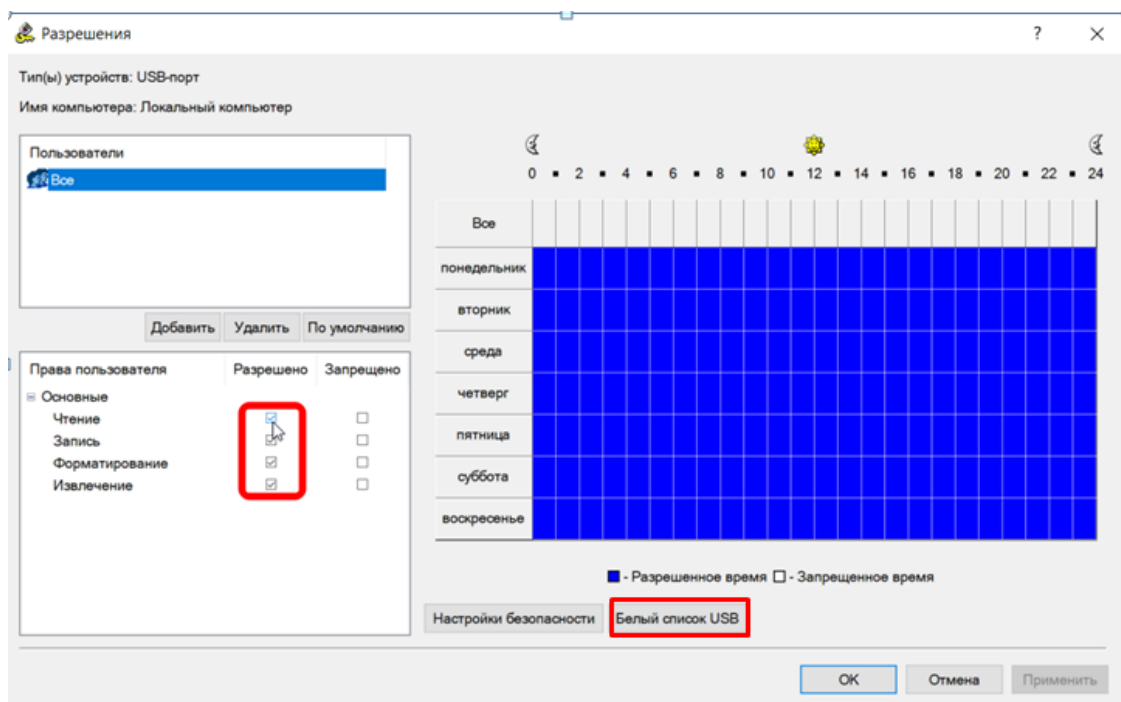 Разрешения
?
Тип(ы) устройств: USB-порт
Имя компьютера: Локальный компьютер
Пользователи
Все
Добавить Удалить По умолчанию
Права пользователя Разрешено Запрещено
Основные
Чтение
Запись
Форматирование
Извлечение
0 2 4 6 8 10 12 14 16 18 20 22 24
Все
понедельник
вторник
среда
четверг
пятница
суббота
воскресенье
- Разрешенное время - Запрещенное время
Настройки безопасности Белый список USB
OK Отмена Применить